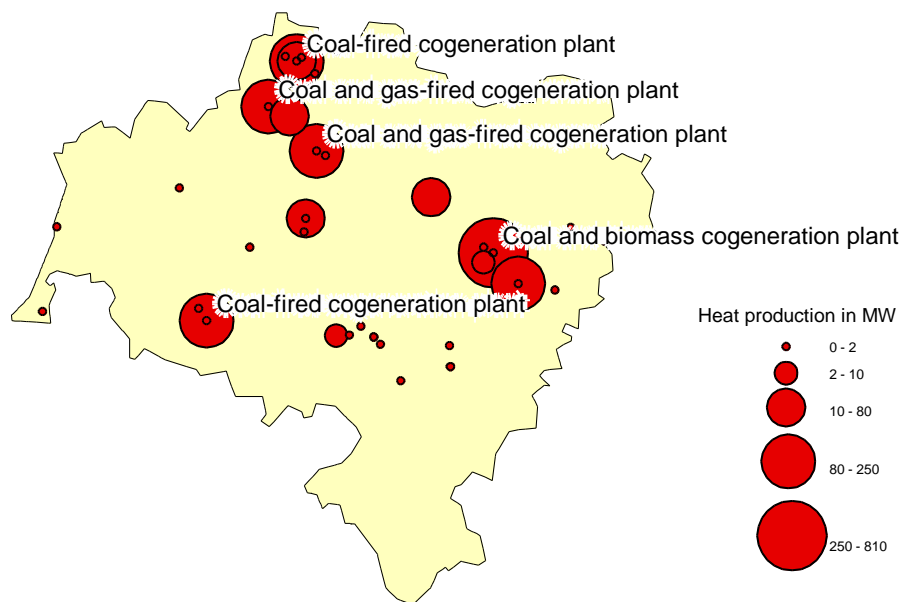 Coal-fired cogeneration plant
Coal and gas-fired cogeneration plant
Coal and gas-fired cogeneration plant
Coal and biomass cogeneration plant
Coal-fired cogeneration plant
Heat production in MW
0 - 2
2 - 10
10 - 80
80 - 250
250 - 810